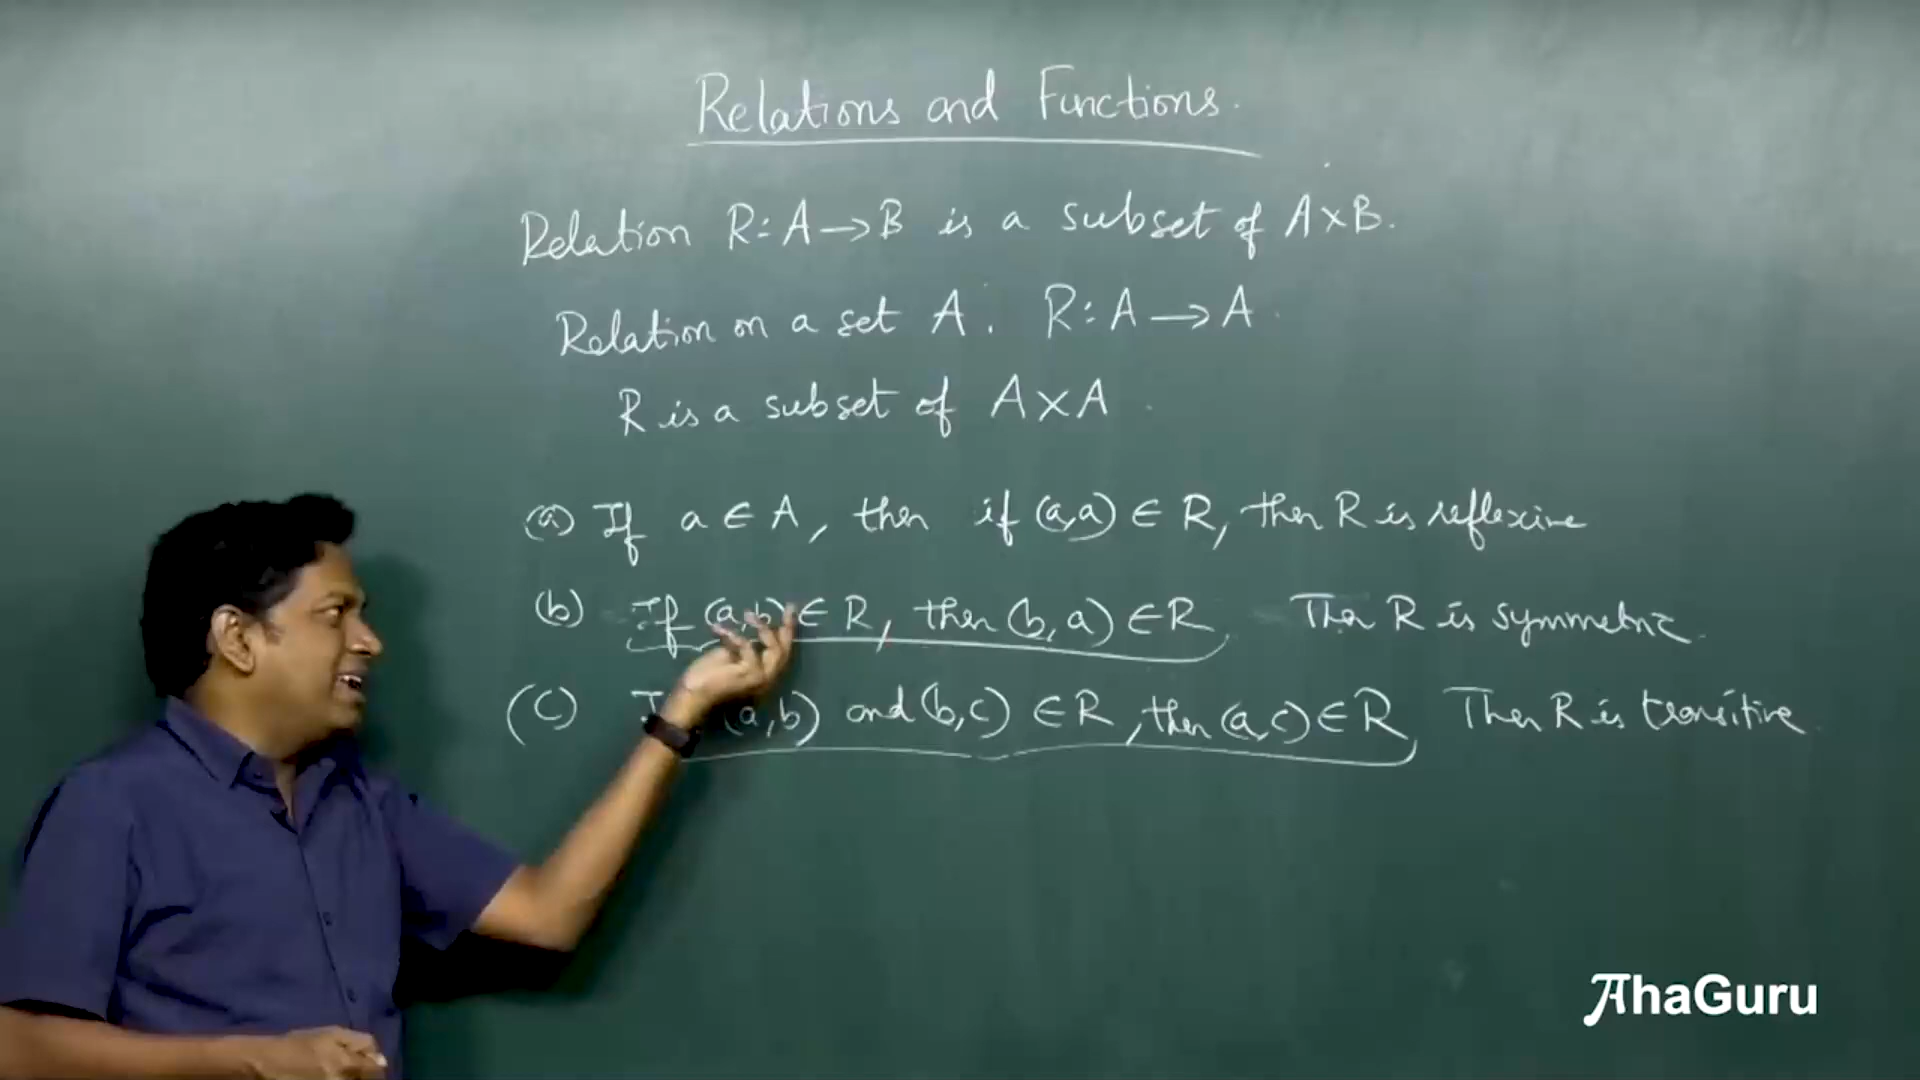 Relations and Functions.
Relation R : A → B is a subset of A × B.
Relation on a set A. R : A → A
R is a subset of A × A
(a) If a ∈ A, then if (a,a) ∈ R, then R is reflexive
(b) If (a,b) ∈ R, then (b,a) ∈ R Then R is symmetric.
(C) (a,b) and (b,c) ∈ R, then (a,c) ∈ R Then R is transitive
AhaGuru